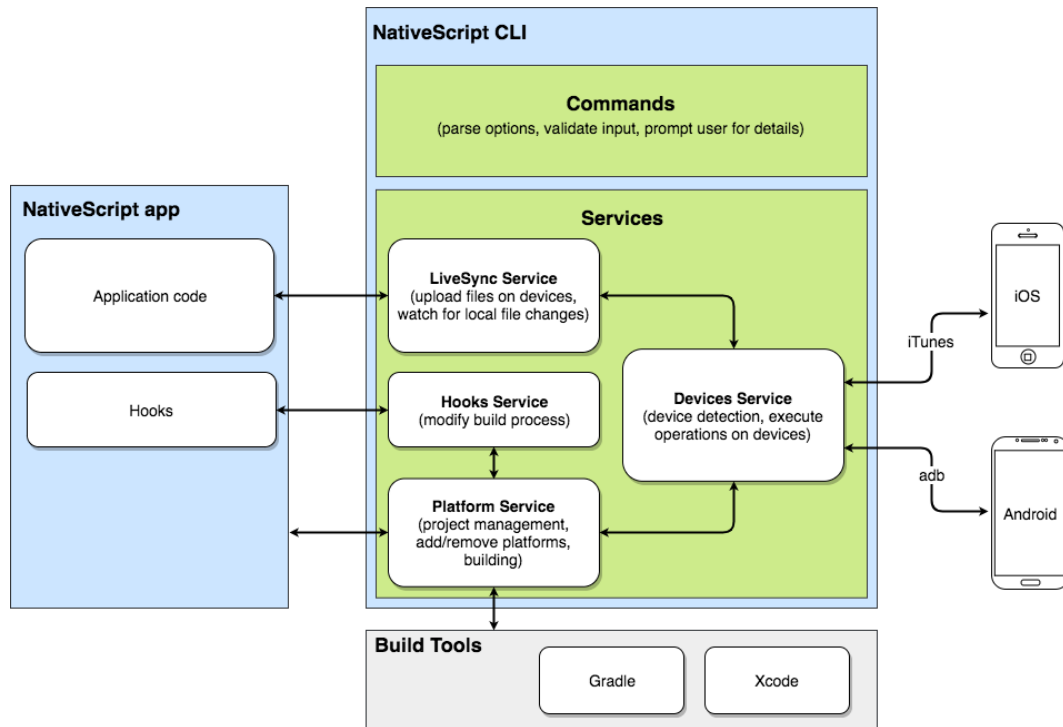 NativeScript CLI
Commands
(parse options, validate input, prompt user for details)
NativeScript app
Application code
Hooks
Services
LiveSync Service
(upload files on devices,
watch for local file changes)
Hooks Service
(modify build process)
Platform Service
(project management,
add/remove platforms,
building)
Devices Service
(device detection, execute
operations on devices)
iTunes
iOS
adb
Android
Build Tools
Gradle
Xcode